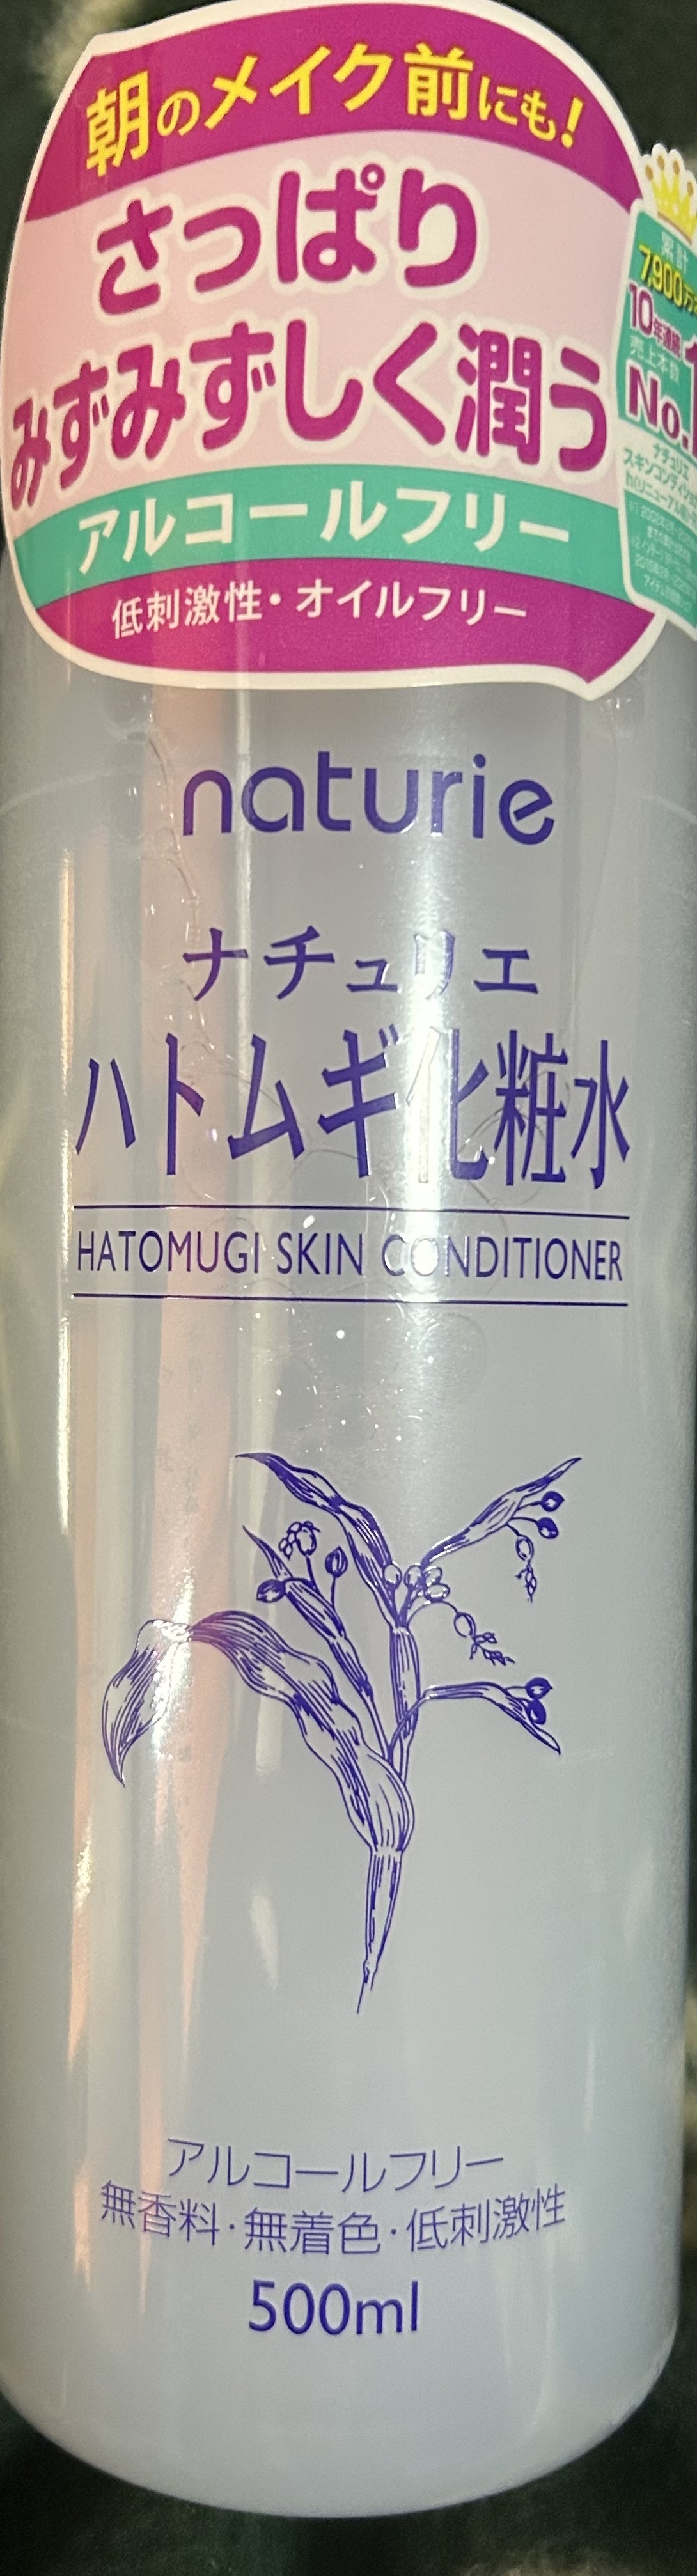 朝のメイク前にも!
さっぱり
みずみずしく潤う
アルコールフリー
低刺激性・オイルフリー
累計
7,900万
10年連続
売上本数
No.1
naturie
ナチュリエ
ハトムギ化粧水
HATOMUGI SKIN CONDITIONER
アルコールフリー
無香料・無着色・低刺激性
500ml